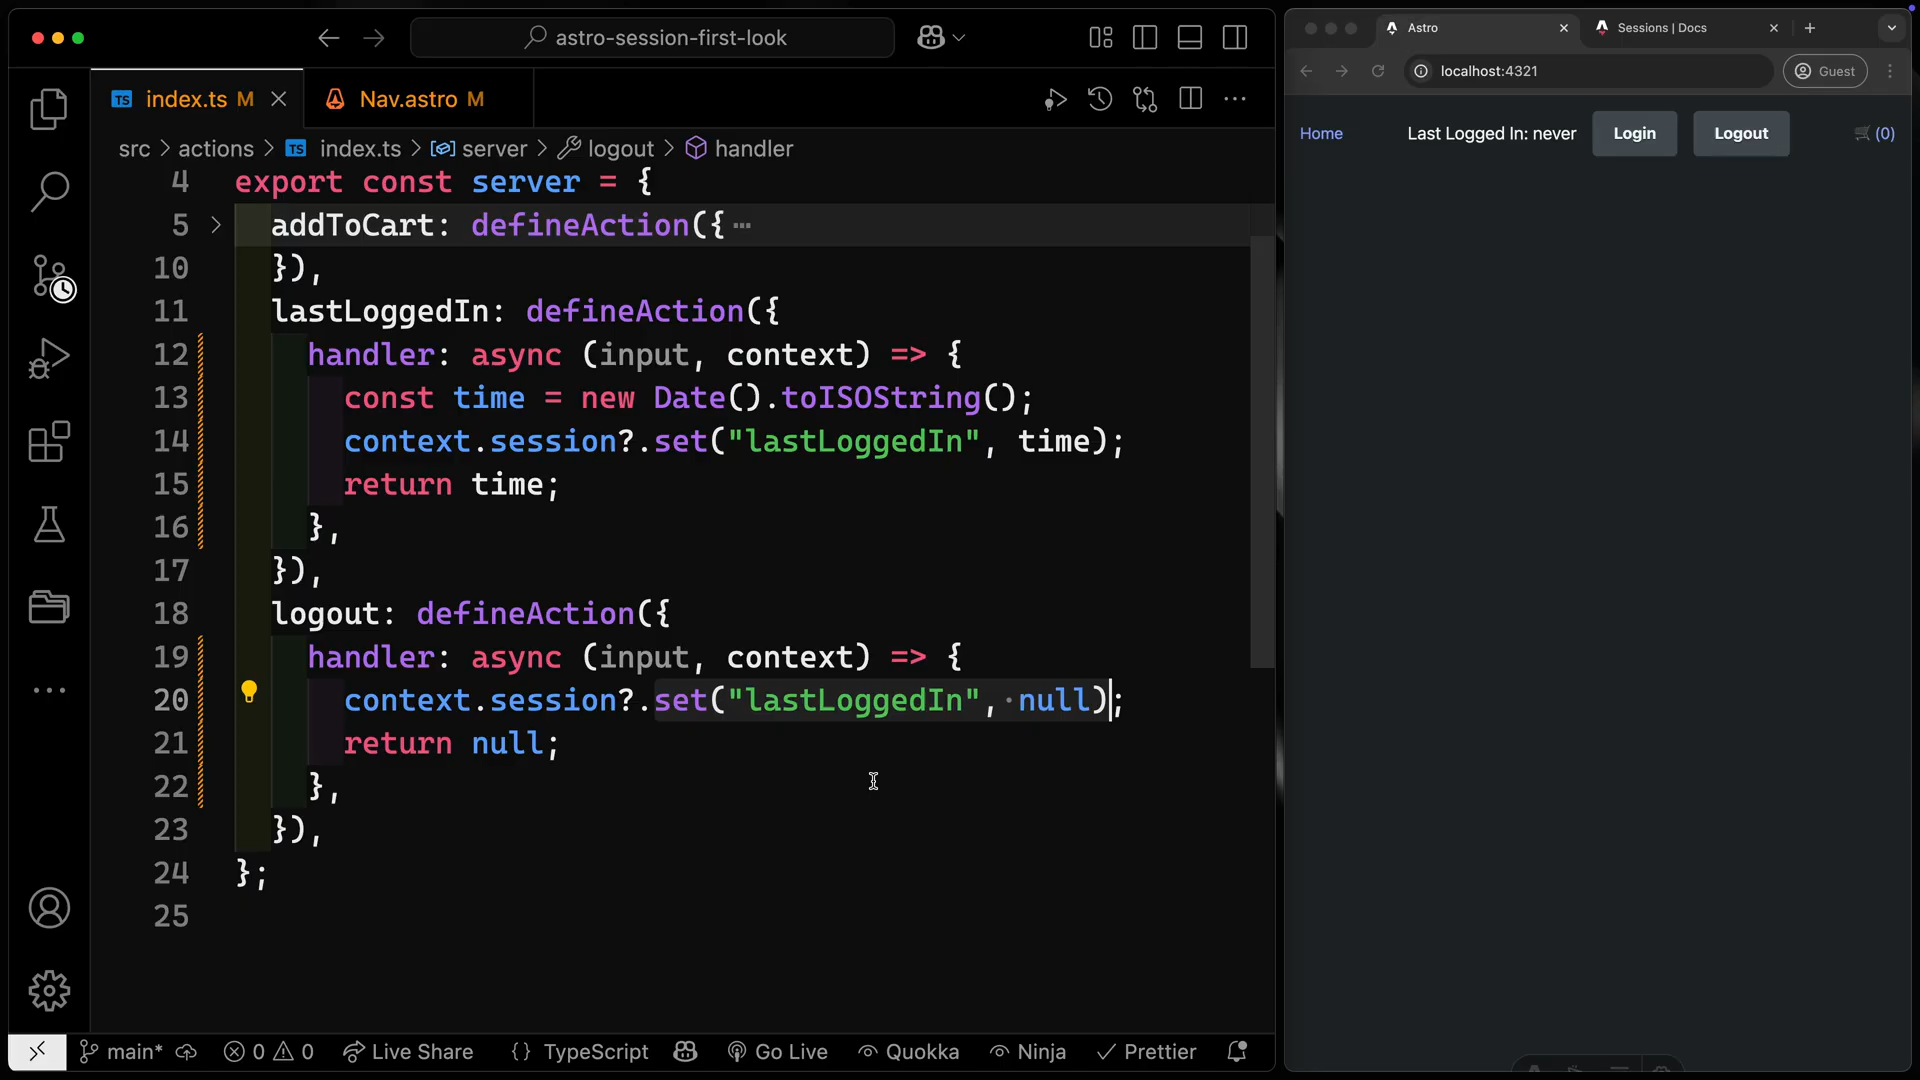 astro-session-first-look
TS index.ts M
Nav.astro M
src > actions > TS index.ts > server > logout > handler
4 export const server = {
5 addToCart: defineAction({ ⋯
10 }),
11 lastLoggedIn: defineAction({
12 handler: async (input, context) => {
13 const time = new Date().toISOString();
14 context.session?.set("lastLoggedIn", time);
15 return time;
16 },
17 }),
18 logout: defineAction({
19 handler: async (input, context) => {
20 context.session?.set("lastLoggedIn", null);
21 return null;
22 },
23 }),
24 };
25
main* 0 0 Live Share {} TypeScript Go Live Quokka Ninja Prettier
Astro
Sessions | Docs
localhost:4321
Guest
Home
Last Logged In: never
Login
Logout
(0)